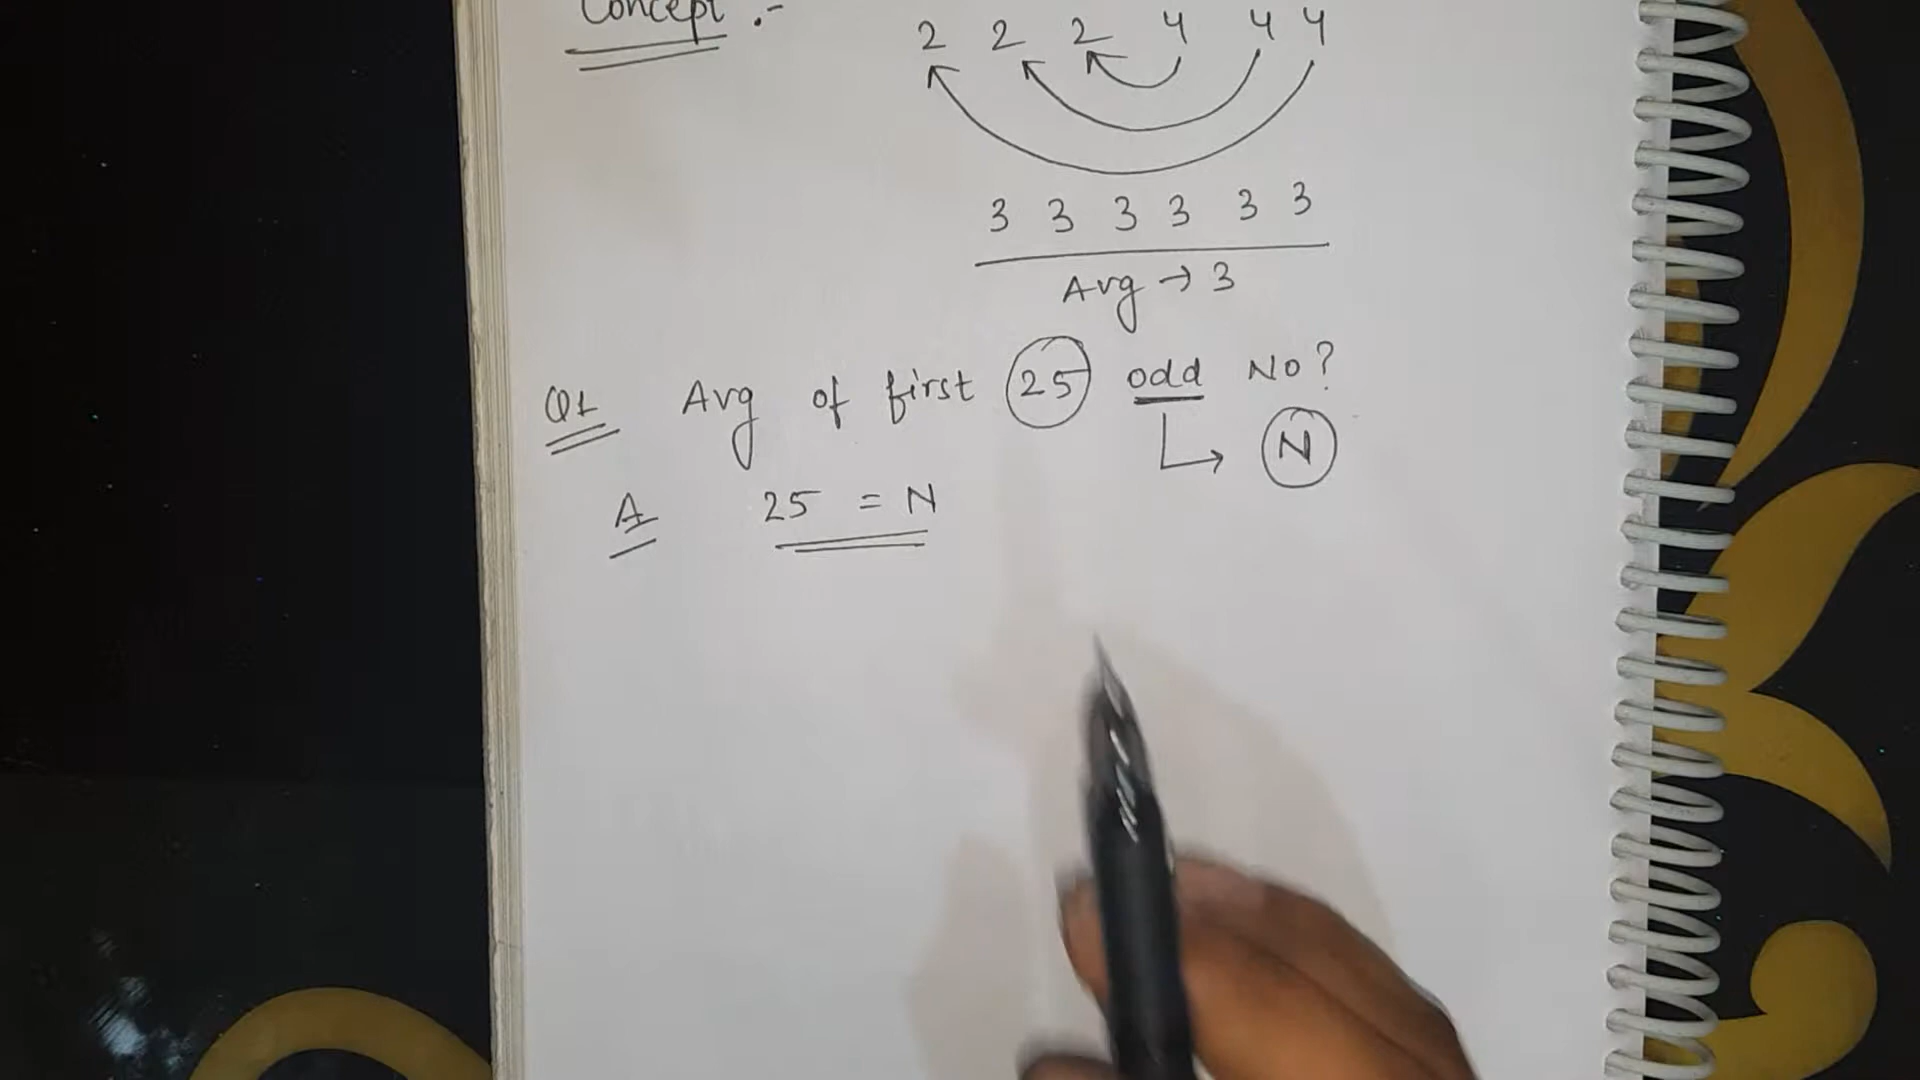 Concept :-
2 2 2 4 4 4
3 3 3 3 3 3
Avg → 3
Q1 Avg of first 25 odd No?
N
A 25 = N